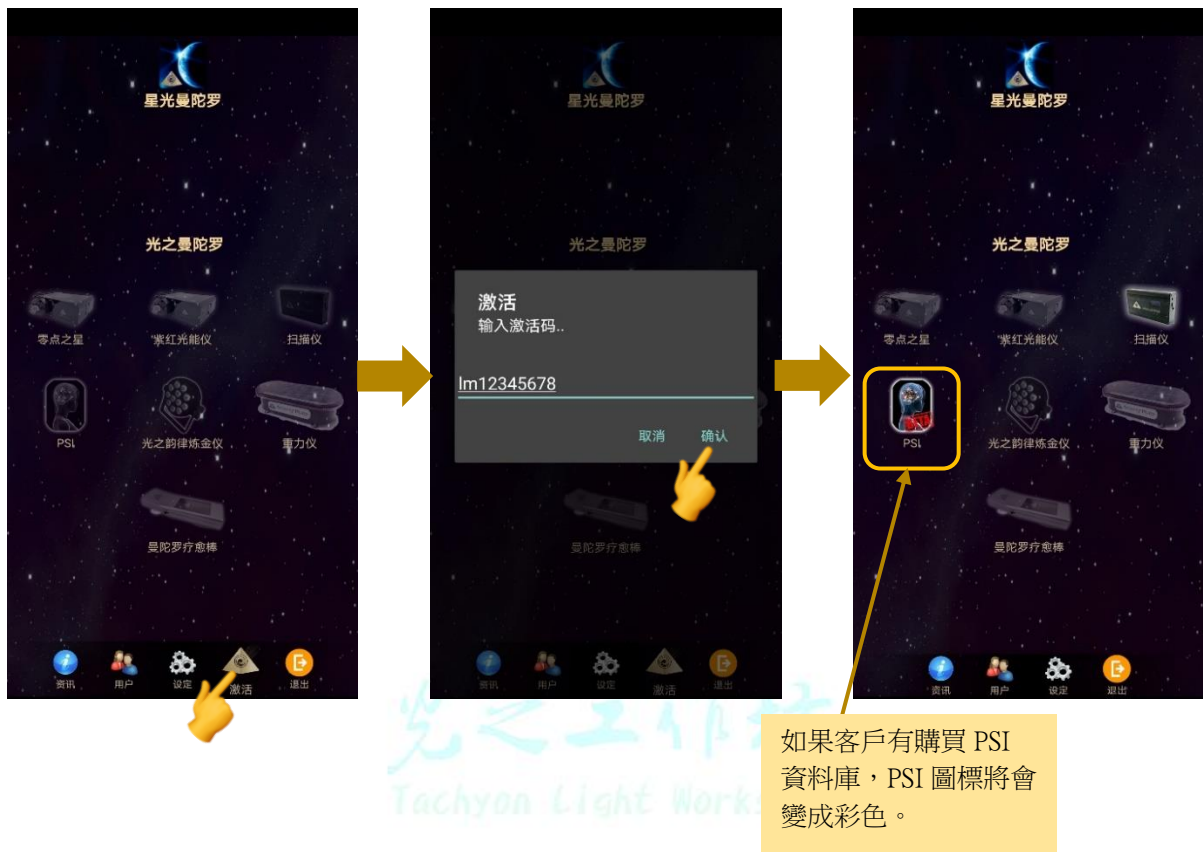 星光曼陀罗
光之曼陀罗
零点之星
紫红光能仪
扫描仪
PSI
光之韵律炼金仪
重力仪
曼陀罗疗愈棒
资讯
用户
设定
激活
退出
星光曼陀罗
光之曼陀罗
激活
输入激活码..
lm12345678
取消
确认
曼陀罗疗愈棒
资讯
用户
设定
激活
退出
星光曼陀罗
光之曼陀罗
零点之星
紫红光能仪
扫描仪
PSI
光之韵律炼金仪
重力仪
曼陀罗疗愈棒
资讯
用户
设定
退出
光之工作坊
Tachyon Light Works
如果客戶有購買 PSI
資料庫，PSI 圖標將會
變成彩色。